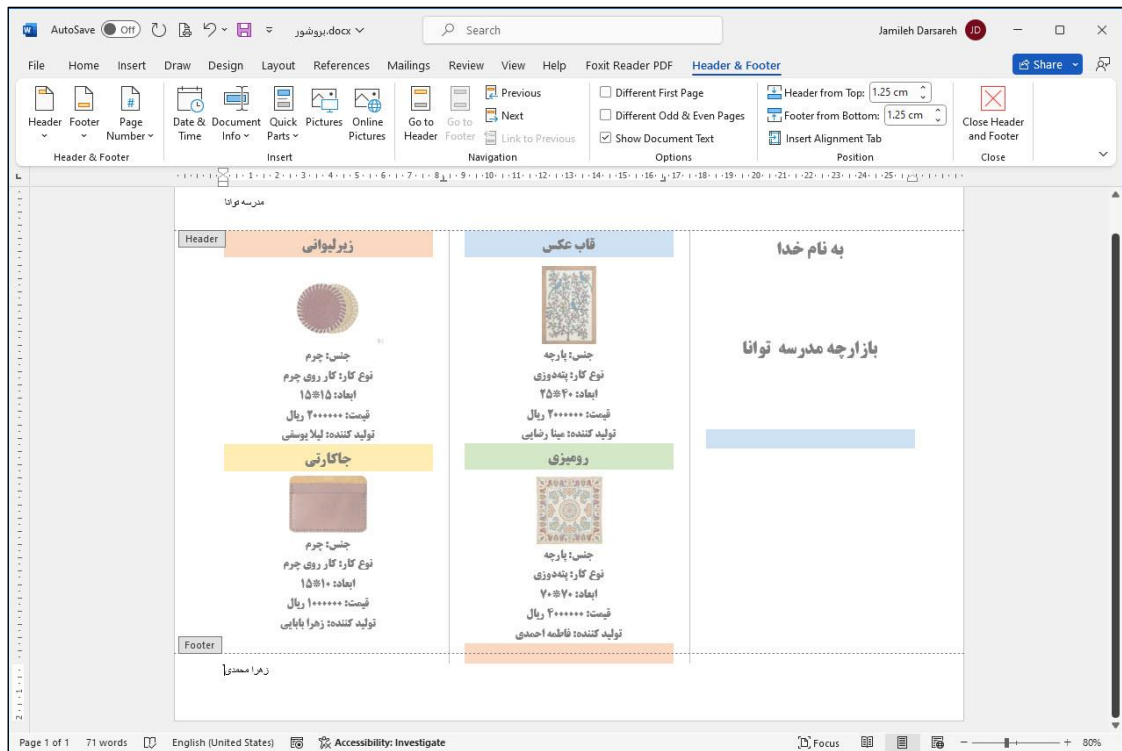 AutoSave Off بروشور.docx Search Jamileh Darsareh JD
File Home Insert Draw Design Layout References Mailings Review View Help Foxit Reader PDF Header & Footer Share
Header Footer Page Number Date & Time Document Info Quick Parts Pictures Online Pictures Go to Header Go to Footer Previous Next Link to Previous
Different First Page
Different Odd & Even Pages
Show Document Text
Header from Top: 1.25 cm
Footer from Bottom: 1.25 cm
Insert Alignment Tab
Close Header and Footer
Header & Footer Insert Navigation Options Position Close
مدرسه توانا
Header
به نام خدا
بازارچه مدرسه توانا
قاب عکس
جنس: پارچه
نوع کار: پته‌دوزی
ابعاد: ۴۰*۲۵
قیمت: ۲۰۰۰۰۰۰ ریال
تولید کننده: مینا رضایی
رومیزی
جنس: پارچه
نوع کار: پته‌دوزی
ابعاد: ۷۰*۷۰
قیمت: ۴۰۰۰۰۰۰ ریال
تولید کننده: فاطمه احمدی
زیرلیوانی
جنس: چرم
نوع کار: کار روی چرم
ابعاد: ۱۵*۱۵
قیمت: ۲۰۰۰۰۰۰ ریال
تولید کننده: لیلا یوسفی
جاکارتی
جنس: چرم
نوع کار: کار روی چرم
ابعاد: ۱۰*۱۵
قیمت: ۱۰۰۰۰۰۰ ریال
تولید کننده: زهرا بابایی
Footer
زهرا محمدی
Page 1 of 1 71 words English (United States) Accessibility: Investigate Focus 80%